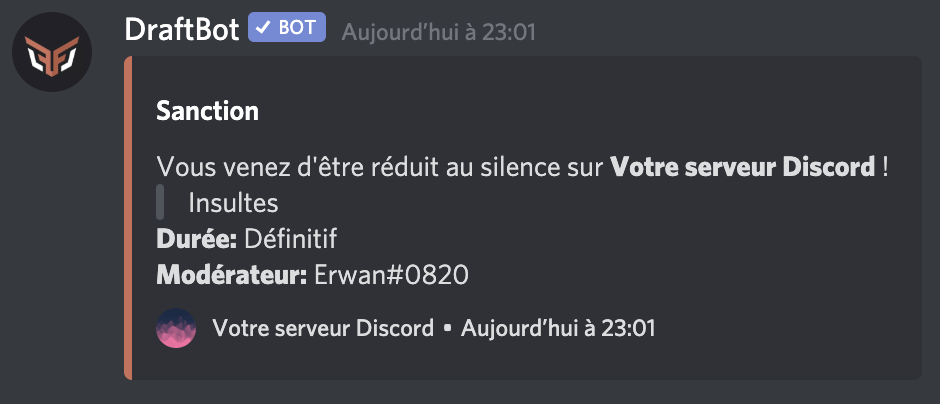 DraftBot ✓ BOT Aujourd’hui à 23:01
Sanction
Vous venez d'être réduit au silence sur Votre serveur Discord !
Insultes
Durée: Définitif
Modérateur: Erwan#0820
Votre serveur Discord • Aujourd’hui à 23:01